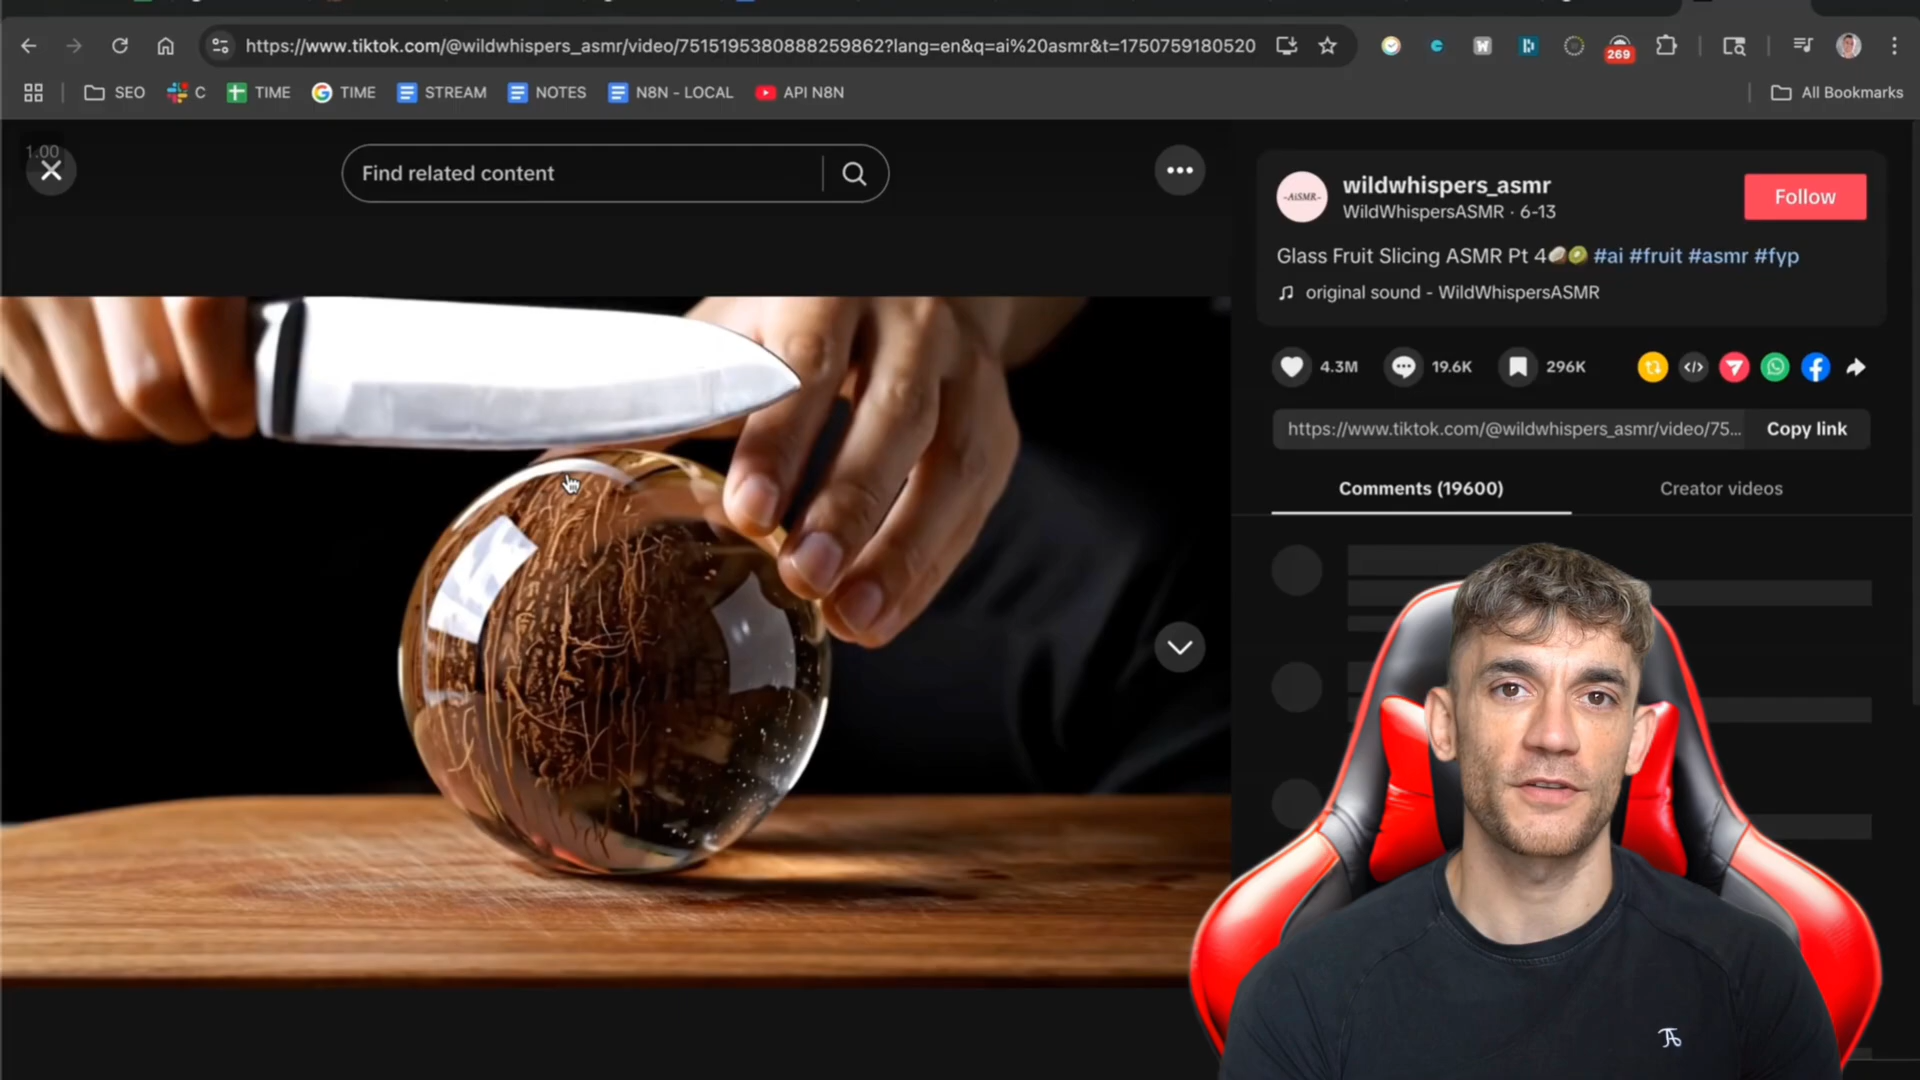 https://www.tiktok.com/@wildwhispers_asmr/video/7515195380888259862?lang=en&q=ai%20asmr&t=1750759180520
269
SEO
C
TIME
TIME
STREAM
NOTES
N8N - LOCAL
API N8N
All Bookmarks
1.00
Find related content
-AiSMR-
wildwhispers_asmr
WildWhispersASMR · 6-13
Follow
Glass Fruit Slicing ASMR Pt 4🥥🥝 #ai #fruit #asmr #fyp
original sound - WildWhispersASMR
4.3M
19.6K
296K
https://www.tiktok.com/@wildwhispers_asmr/video/75...
Copy link
Comments (19600)
Creator videos